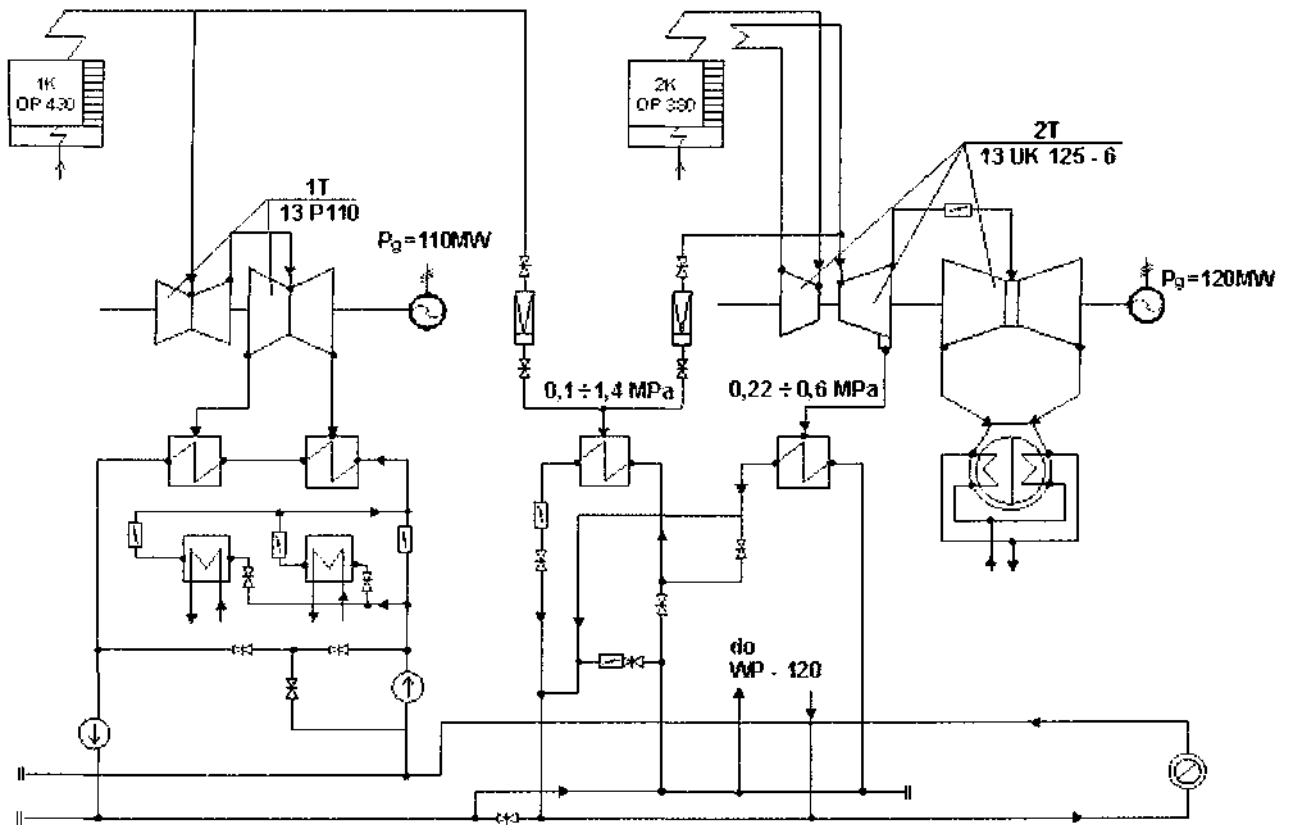 1K
OP 430
2K
OP 380
2T
13 UK 125 - 6
1T
13 P110
Pg=110MW
Pg=120MW
0,1÷1,4 MPa
0,22÷0,6 MPa
do
WP - 120